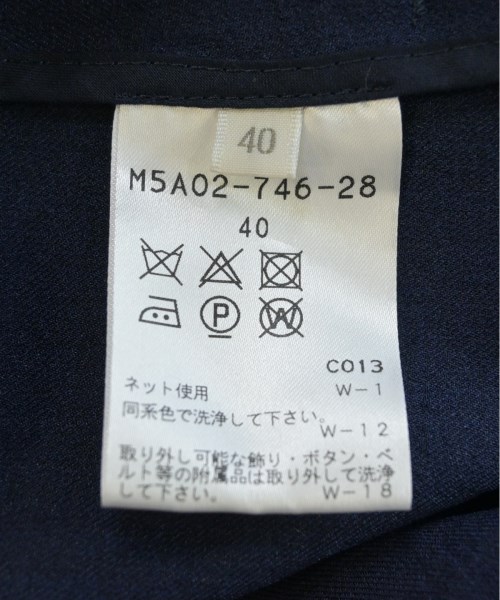 40
M5A02-746-28
40
P W
C013
ネット使用 W-1
同系色で洗浄して下さい。
W-12
取り外し可能な飾り・ボタン・ベ
ルト等の附属品は取り外して洗浄
して下さい。 W-18